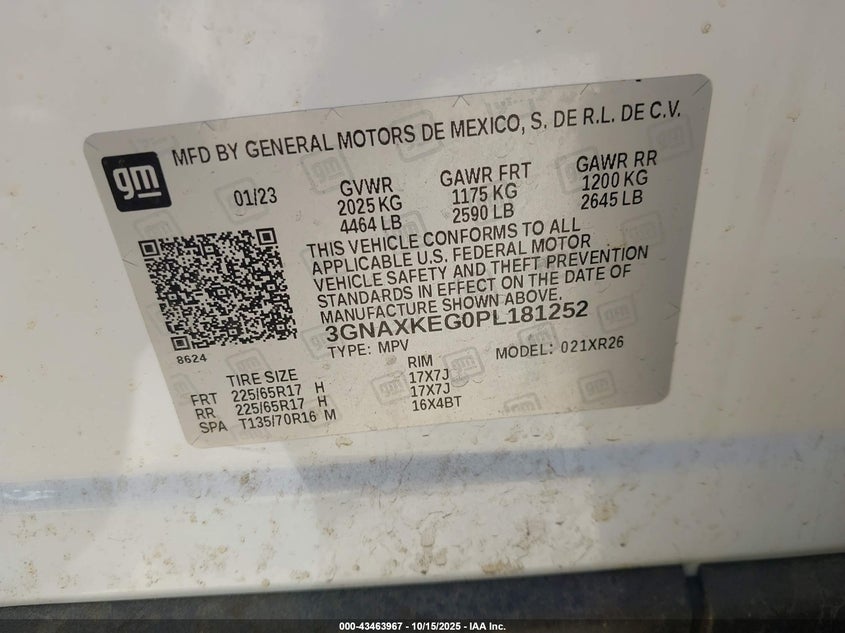 gm
MFD BY GENERAL MOTORS DE MEXICO, S. DE R.L. DE C.V.
01/23 GVWR GAWR FRT GAWR RR
2025 KG 1175 KG 1200 KG
4464 LB 2590 LB 2645 LB
THIS VEHICLE CONFORMS TO ALL
APPLICABLE U.S. FEDERAL MOTOR
VEHICLE SAFETY AND THEFT PREVENTION
STANDARDS IN EFFECT ON THE DATE OF
MANUFACTURE SHOWN ABOVE.
3GNAXKEG0PL181252
8624
TYPE: MPV MODEL: 021XR26
TIRE SIZE RIM
FRT 225/65R17 H 17X7J
RR 225/65R17 H 17X7J
SPA T135/70R16 M 16X4BT
000-43463967 - 10/15/2025 - IAA Inc.